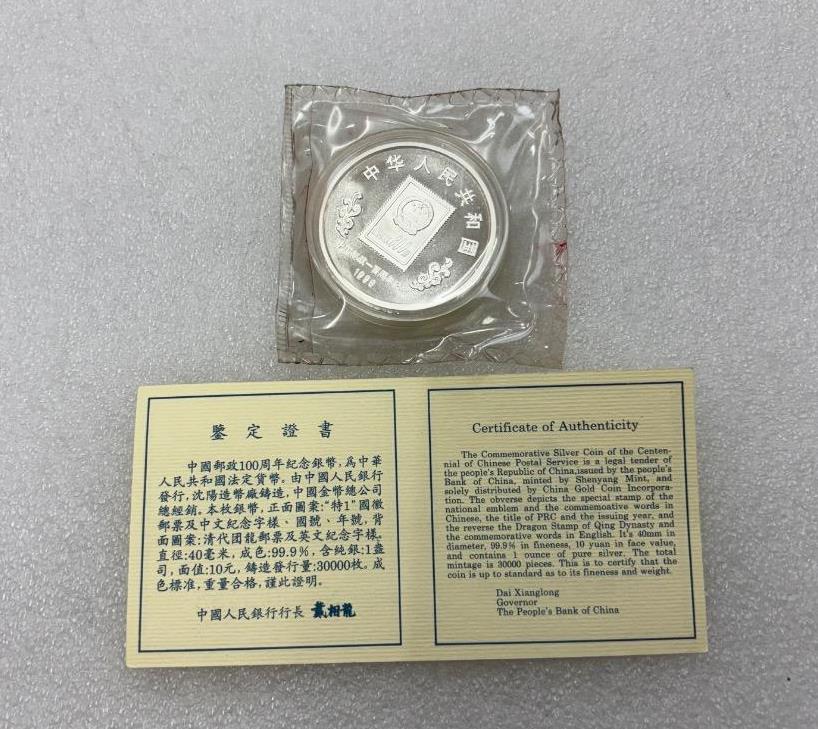 中华人民共和国
1996
鉴定證書
中國郵政100周年紀念銀幣，爲中華
人民共和國法定貨幣。由中國人民銀行
發行，沈陽造幣廠鑄造，中國金幣總公司
總經銷。本枚銀幣，正面圖案："特1"國徽
郵票及中文紀念字樣、國號、年號，背
面圖案：清代团龍郵票及英文紀念字樣。
直徑：40毫米，成色：99.9%，含純銀：1盎
司，面值：10元，鑄造發行量：30000枚。成
色標准，重量合格，謹此證明。
中國人民銀行行長 戴相龍
Certificate of Authenticity
The Commemorative Silver Coin of the Centen-
nial of Chinese Postal Service is a legal tender of
the people's Republic of China,issued by the people's
Bank of China, minted by Shenyang Mint, and
solely distributed by China Gold Coin Incorpora-
tion. The obverse depicts the special stamp of the
national emblem and the commemoative words in
Chinese, the title of PRC and the issuing year, and
the reverse the Dragon Stamp of Qing Dynasty and
the commemorative words in English. It's 40mm in
diameter, 99.9% in fineness, 10 yuan in face value,
and contains 1 ounce of pure silver. The total
mintage is 30000 pieces. This is to certify that the
coin is up to standard as to its fineness and weight.
Dai Xianglong
Governor
The People's Bank of China